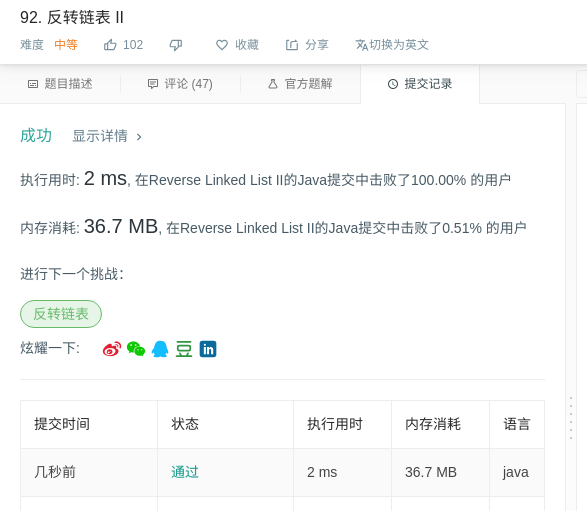 92. 反转链表 II
难度 中等 102 收藏 分享 切换为英文
题目描述 评论 (47) 官方题解 提交记录
成功 显示详情 >
执行用时: 2 ms, 在Reverse Linked List II的Java提交中击败了100.00% 的用户
内存消耗: 36.7 MB, 在Reverse Linked List II的Java提交中击败了0.51% 的用户
进行下一个挑战：
反转链表
炫耀一下: 豆 in
提交时间 状态 执行用时 内存消耗 语言
几秒前 通过 2 ms 36.7 MB java